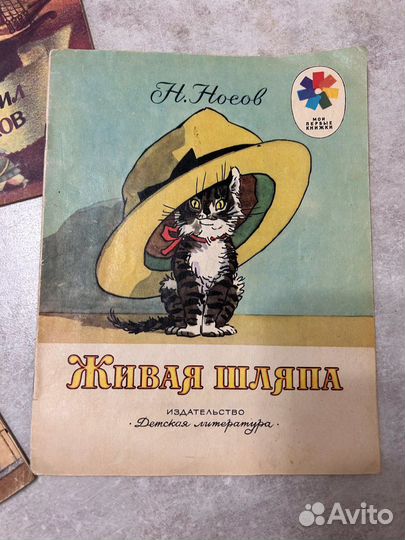 Н. Носов
МОИ
ПЕРВЫЕ
КНИЖКИ
ЖИВАЯ ШЛЯПА
ИЗДАТЕЛЬСТВО
· Детская литература ·
Avito